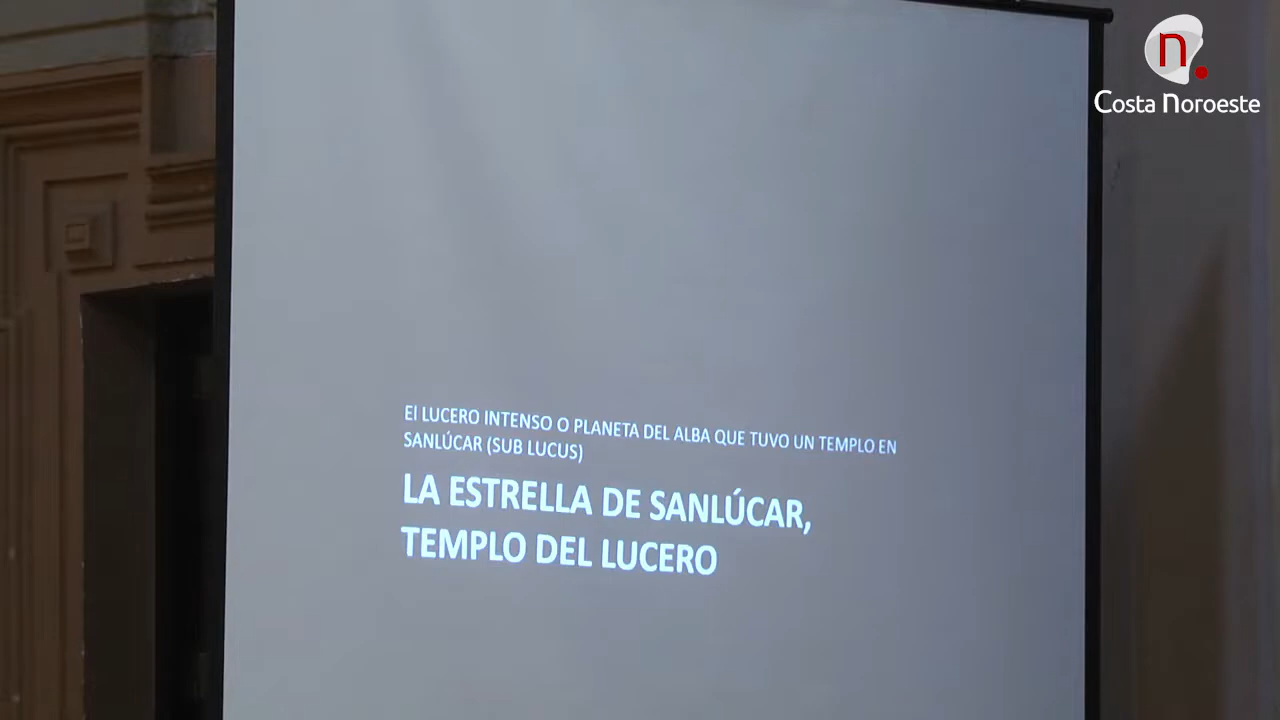 n.
Costa Noroeste
El LUCERO INTENSO O PLANETA DEL ALBA QUE TUVO UN TEMPLO EN
SANLÚCAR (SUB LUCUS)
LA ESTRELLA DE SANLÚCAR,
TEMPLO DEL LUCERO